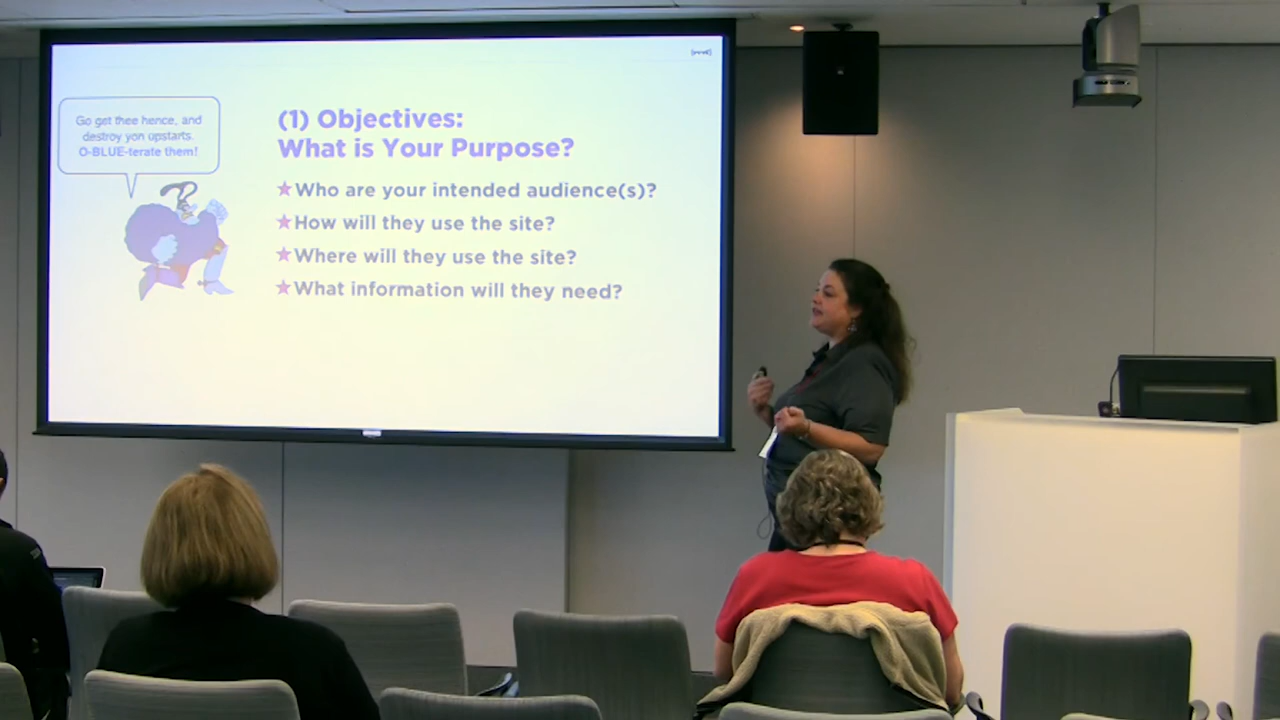 Go get thee hence, and
destroy yon upstarts.
O-BLUE-terate them!
(1) Objectives:
What is Your Purpose?
Who are your intended audience(s)?
How will they use the site?
Where will they use the site?
What information will they need?